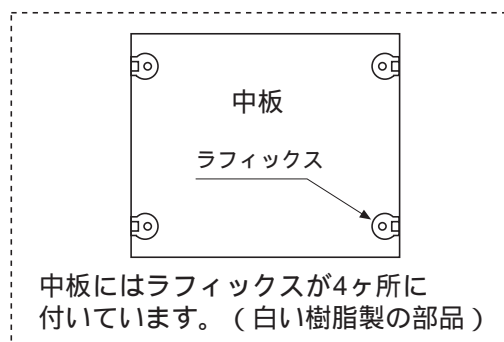 中板
ラフィックス
中板にはラフィックスが4ヶ所に
付いています。（白い樹脂製の部品）